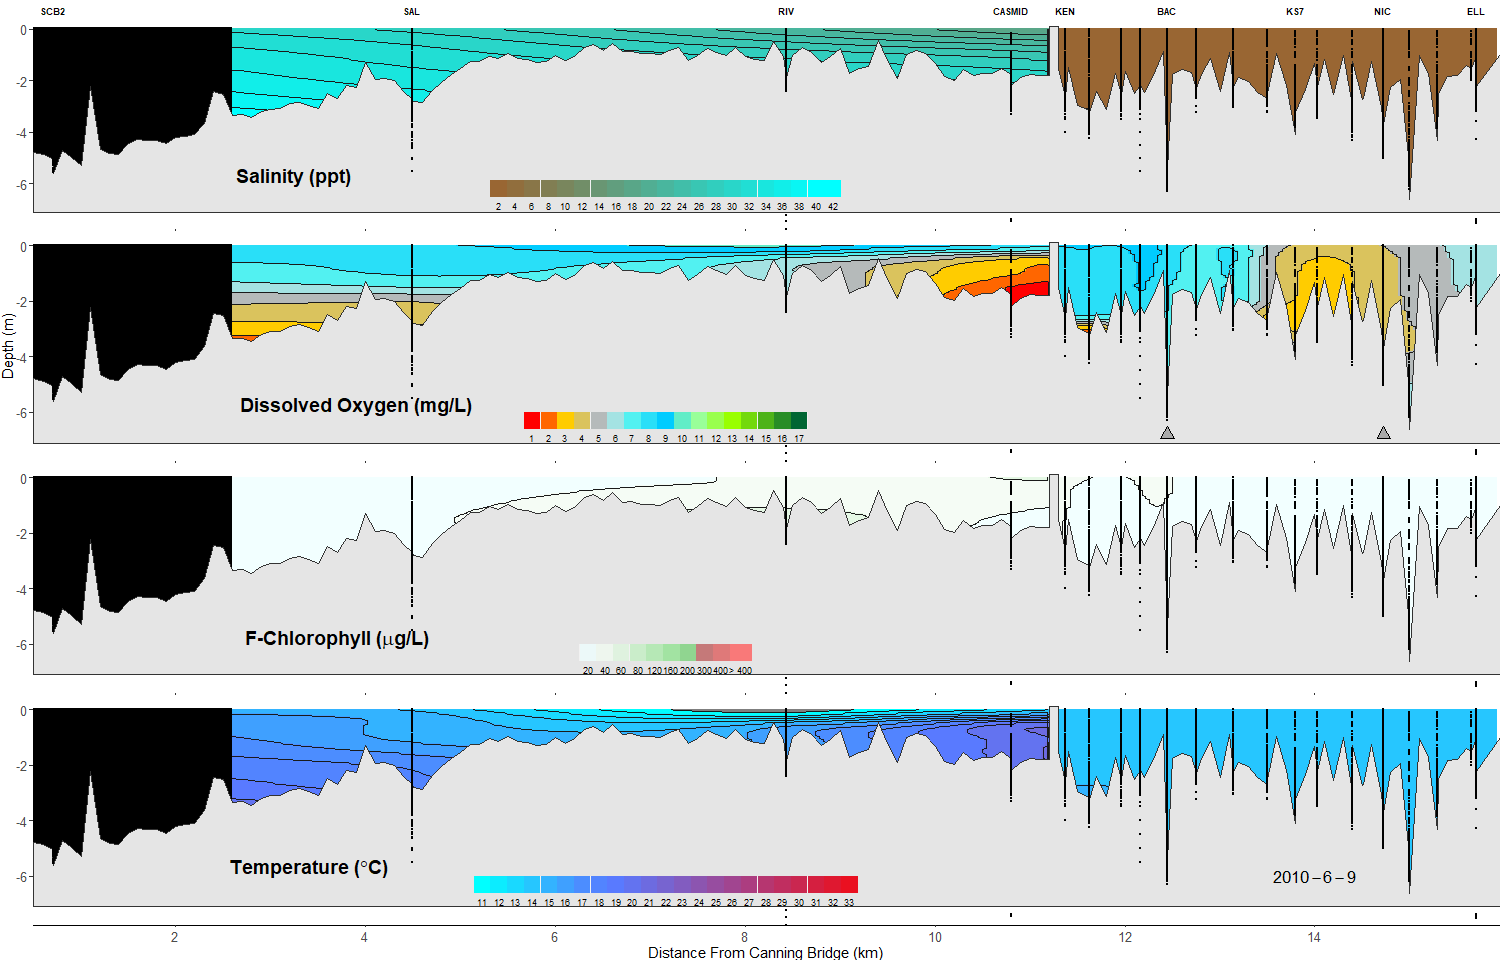 SCB2 SAL RIV CASMID KEN BAC KS7 NIC ELL
0
-2
-4
-6
Salinity (ppt)
2 4 6 8 10 12 14 16 18 20 22 24 26 28 30 32 34 36 38 40 42
0
-2
-4
-6
Dissolved Oxygen (mg/L)
1 2 3 4 5 6 7 8 9 10 11 12 13 14 15 16 17
Depth (m)
0
-2
-4
-6
F-Chlorophyll (μg/L)
20 40 60 80 120 160 200 300 400 > 400
0
-2
-4
-6
Temperature (°C)
2010-6-9
11 12 13 14 15 16 17 18 19 20 21 22 23 24 25 26 27 28 29 30 31 32 33
2 4 6 8 10 12 14
Distance From Canning Bridge (km)